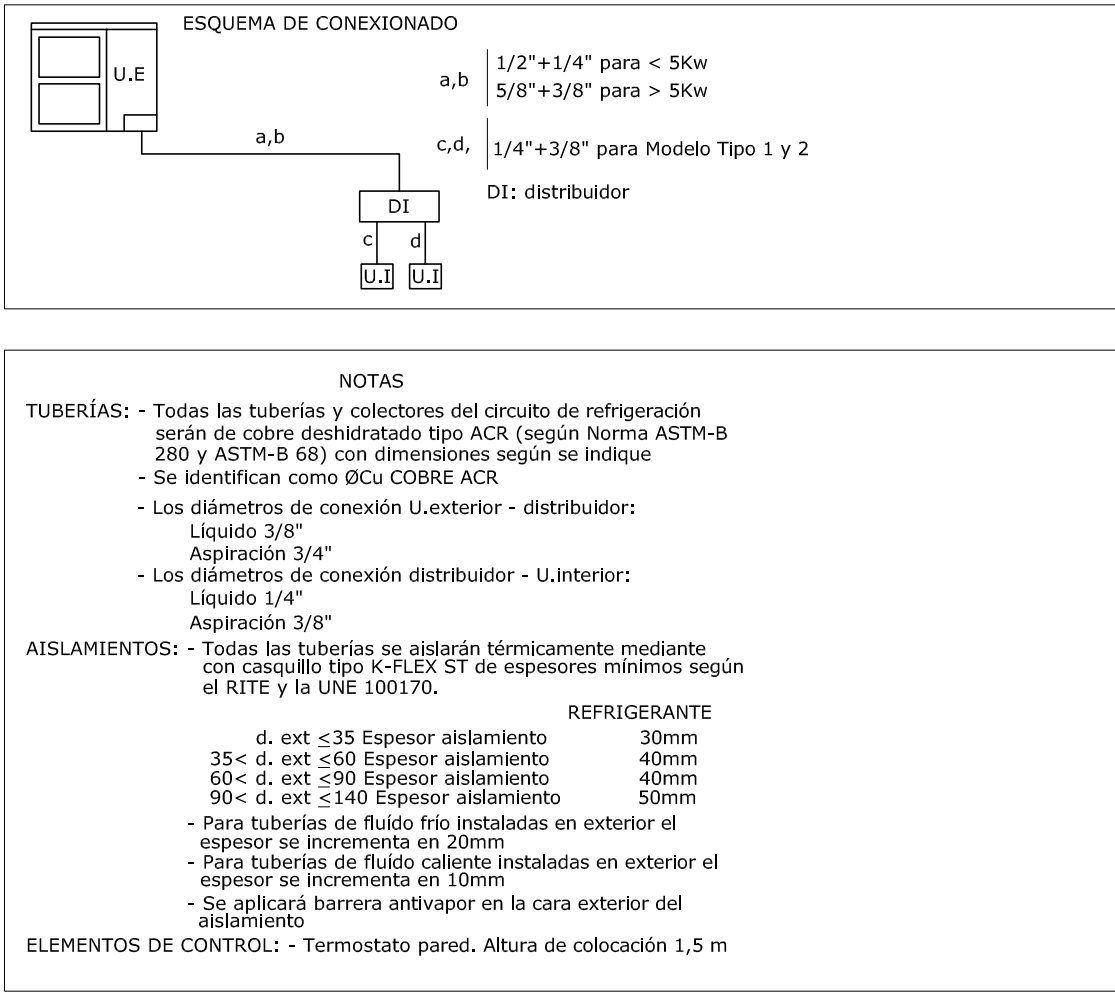 ESQUEMA DE CONEXIONADO
U.E
a,b
a,b
1/2"+1/4" para < 5Kw
5/8"+3/8" para > 5Kw
c,d,
1/4"+3/8" para Modelo Tipo 1 y 2
DI: distribuidor
DI
c
d
U.I
U.I
NOTAS
TUBERÍAS: - Todas las tuberías y colectores del circuito de refrigeración
serán de cobre deshidratado tipo ACR (según Norma ASTM-B
280 y ASTM-B 68) con dimensiones según se indique
- Se identifican como ØCu COBRE ACR
- Los diámetros de conexión U.exterior - distribuidor:
Líquido 3/8"
Aspiración 3/4"
- Los diámetros de conexión distribuidor - U.interior:
Líquido 1/4"
Aspiración 3/8"
AISLAMIENTOS: - Todas las tuberías se aislarán térmicamente mediante
con casquillo tipo K-FLEX ST de espesores mínimos según
el RITE y la UNE 100170.
REFRIGERANTE
d. ext ≤35 Espesor aislamiento 30mm
35< d. ext ≤60 Espesor aislamiento 40mm
60< d. ext ≤90 Espesor aislamiento 40mm
90< d. ext ≤140 Espesor aislamiento 50mm
- Para tuberías de fluído frío instaladas en exterior el
espesor se incrementa en 20mm
- Para tuberías de fluído caliente instaladas en exterior el
espesor se incrementa en 10mm
- Se aplicará barrera antivapor en la cara exterior del
aislamiento
ELEMENTOS DE CONTROL: - Termostato pared. Altura de colocación 1,5 m